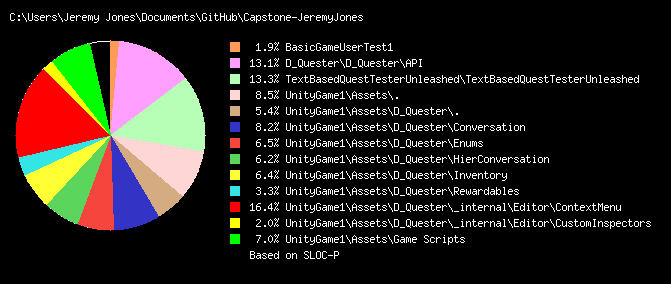 C:\Users\Jeremy Jones\Documents\GitHub\Capstone-JeremyJones
1.9% BasicGameUserTest1
13.1% D_Quester\D_Quester\API
13.3% TextBasedQuestTesterUnleashed\TextBasedQuestTesterUnleashed
8.5% UnityGame1\Assets\.
5.4% UnityGame1\Assets\D_Quester\.
8.2% UnityGame1\Assets\D_Quester\Conversation
6.5% UnityGame1\Assets\D_Quester\Enums
6.2% UnityGame1\Assets\D_Quester\HierConversation
6.4% UnityGame1\Assets\D_Quester\Inventory
3.3% UnityGame1\Assets\D_Quester\Rewardables
16.4% UnityGame1\Assets\D_Quester\_internal\Editor\ContextMenu
2.0% UnityGame1\Assets\D_Quester\_internal\Editor\CustomInspectors
7.0% UnityGame1\Assets\Game Scripts
Based on SLOC-P